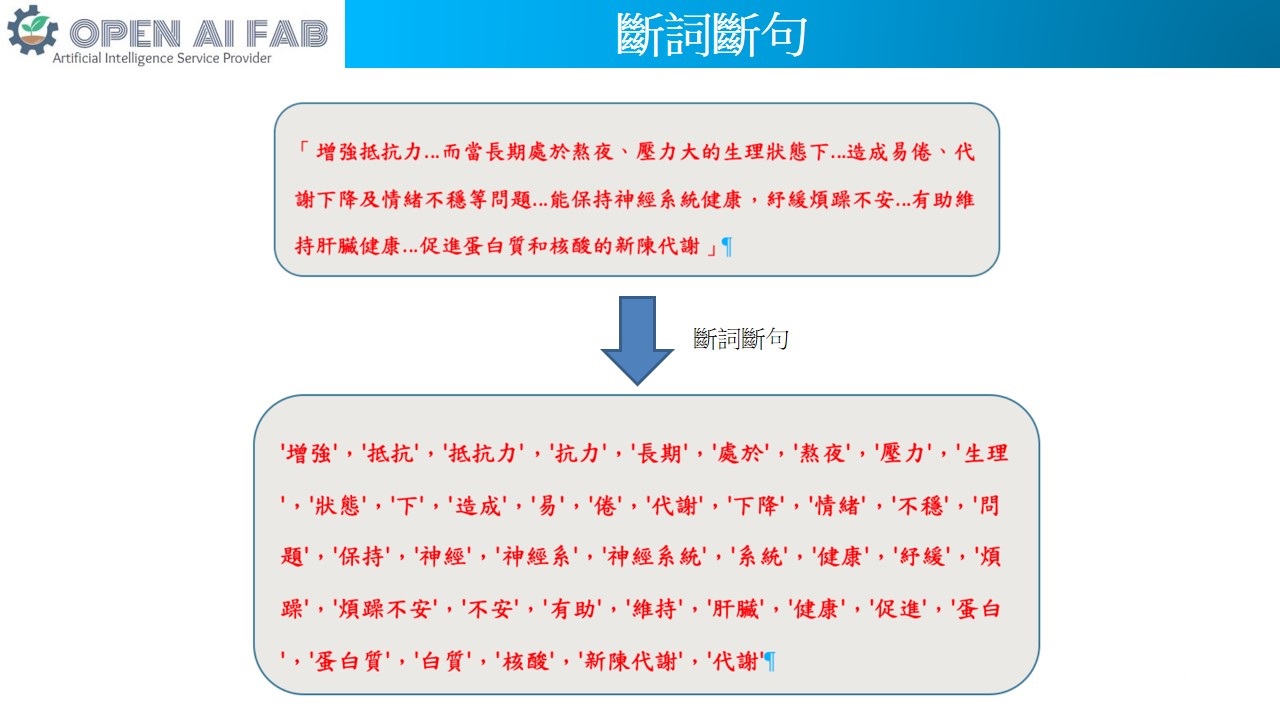 OPEN AI FAB
Artificial Intelligence Service Provider
斷詞斷句
「增強抵抗力...而當長期處於熬夜、壓力大的生理狀態下...造成易倦、代
謝下降及情緒不穩等問題...能保持神經系統健康，紓緩煩躁不安...有助維
持肝臟健康...促進蛋白質和核酸的新陳代謝」¶
斷詞斷句
'增強'，'抵抗'，'抵抗力'，'抗力'，'長期'，'處於'，'熬夜'，'壓力'，'生理
'，'狀態'，'下'，'造成'，'易'，'倦'，'代謝'，'下降'，'情緒'，'不穩'，'問
題'，'保持'，'神經'，'神經系'，'神經系統'，'系統'，'健康'，'紓緩'，'煩
躁'，'煩躁不安'，'不安'，'有助'，'維持'，'肝臟'，'健康'，'促進'，'蛋白
'，'蛋白質'，'白質'，'核酸'，'新陳代謝'，'代謝'¶